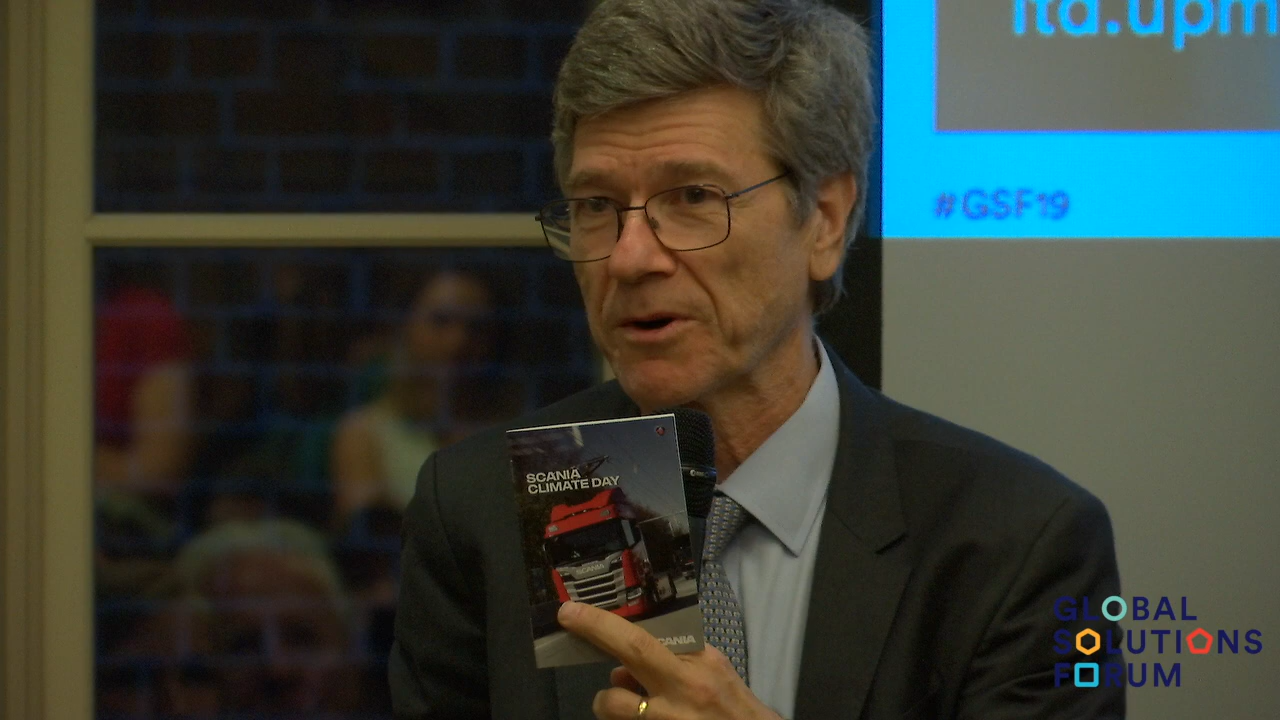 ltd.upm
#GSF19
SCANIA
CLIMATE DAY
SCANIA
SCANIA
GLOBAL
SOLUTIONS
FORUM